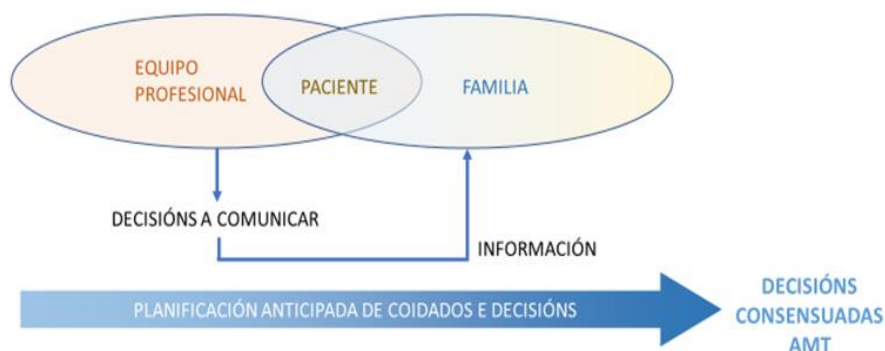 EQUIPO
PROFESIONAL
PACIENTE
FAMILIA
DECISIÓNS A COMUNICAR
INFORMACIÓN
PLANIFICACIÓN ANTICIPADA DE COIDADOS E DECISIÓNS
DECISIÓNS
CONSENSUADAS
AMT